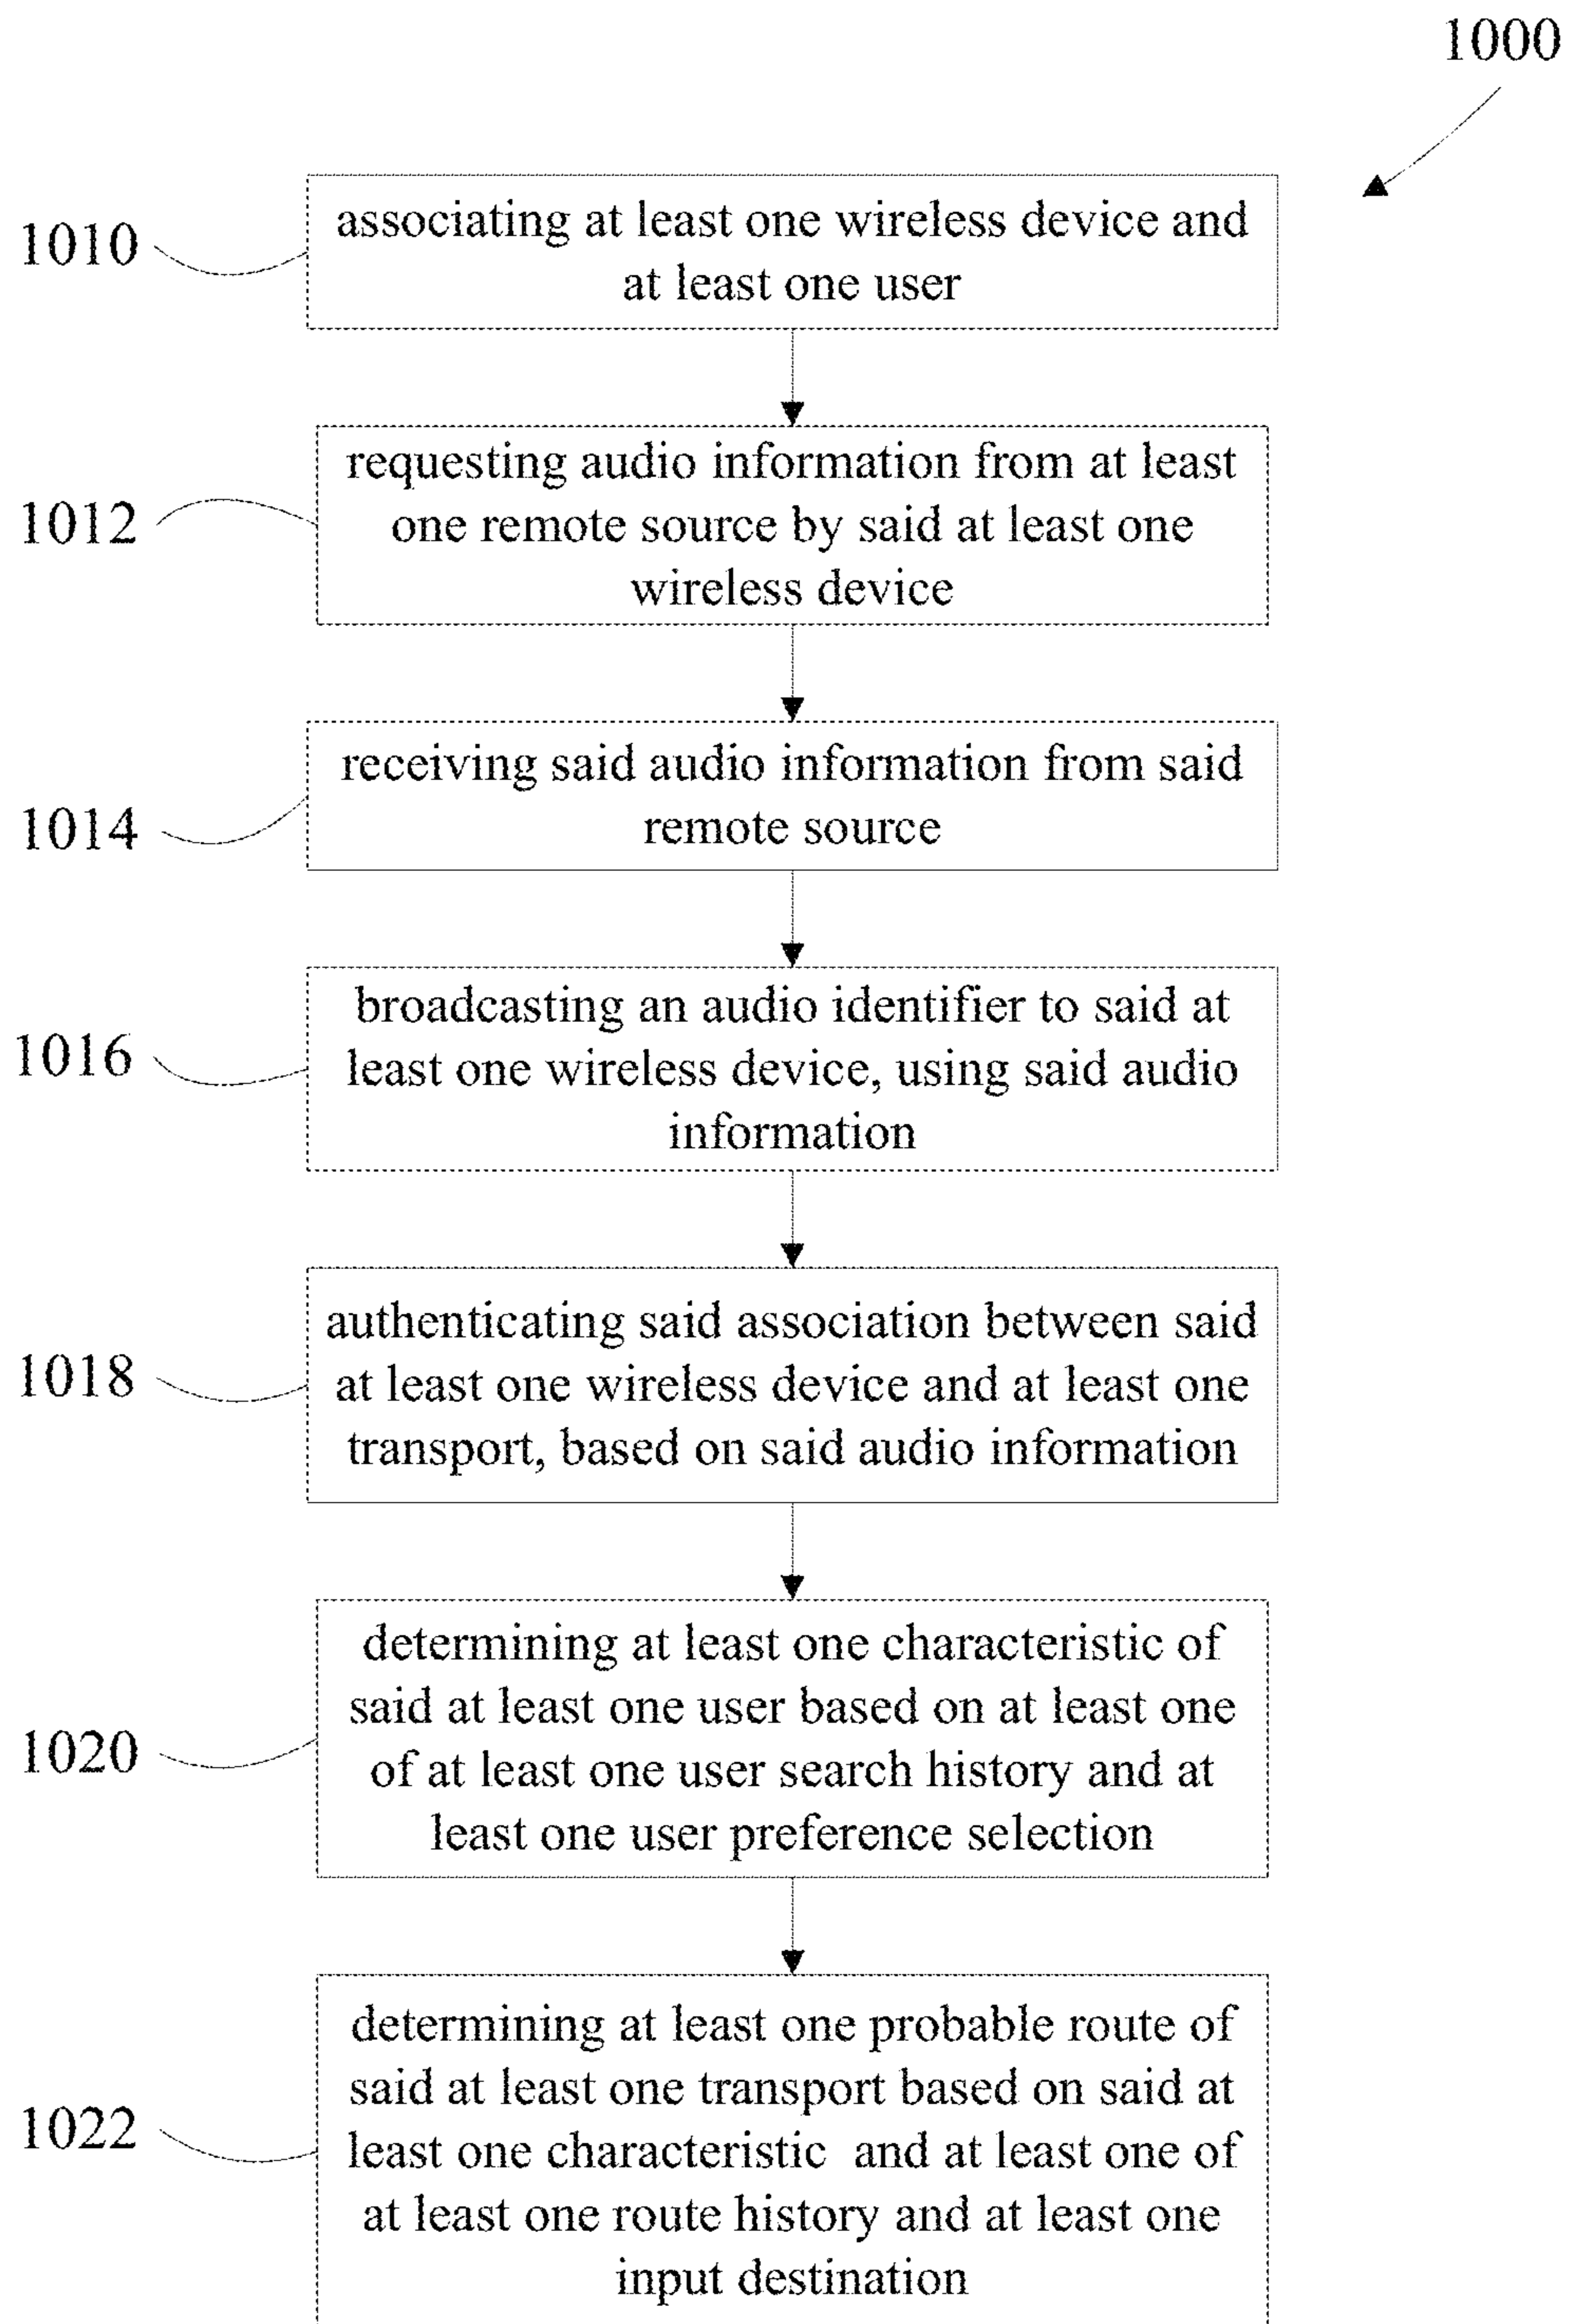 1000
1010
associating at least one wireless device and
at least one user
1012
requesting audio information from at least
one remote source by said at least one
wireless device
1014
receiving said audio information from said
remote source
1016
broadcasting an audio identifier to said at
least one wireless device, using said audio
information
1018
authenticating said association between said
at least one wireless device and at least one
transport, based on said audio information
1020
determining at least one characteristic of
said at least one user based on at least one
of at least one user search history and at
least one user preference selection
1022
determining at least one probable route of
said at least one transport based on said at
least one characteristic and at least one of
at least one route history and at least one
input destination